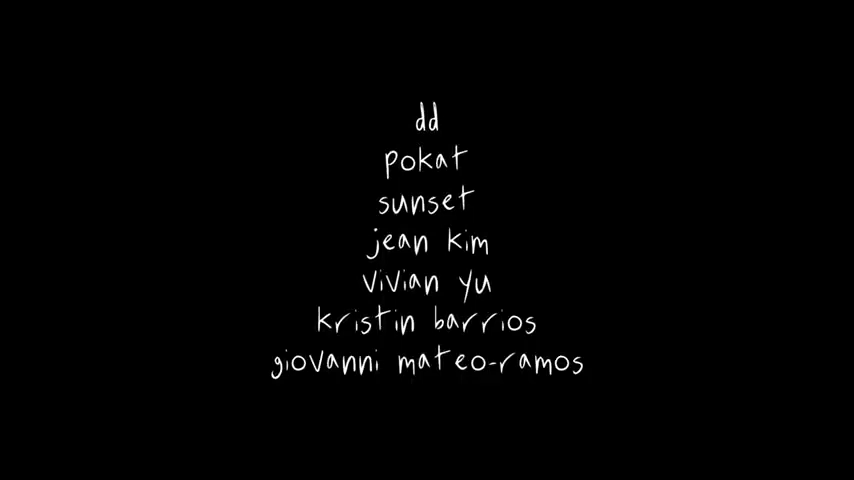 dd
pokat
sunset
jean kim
vivian yu
kristin barrios
giovanni mateo-ramos